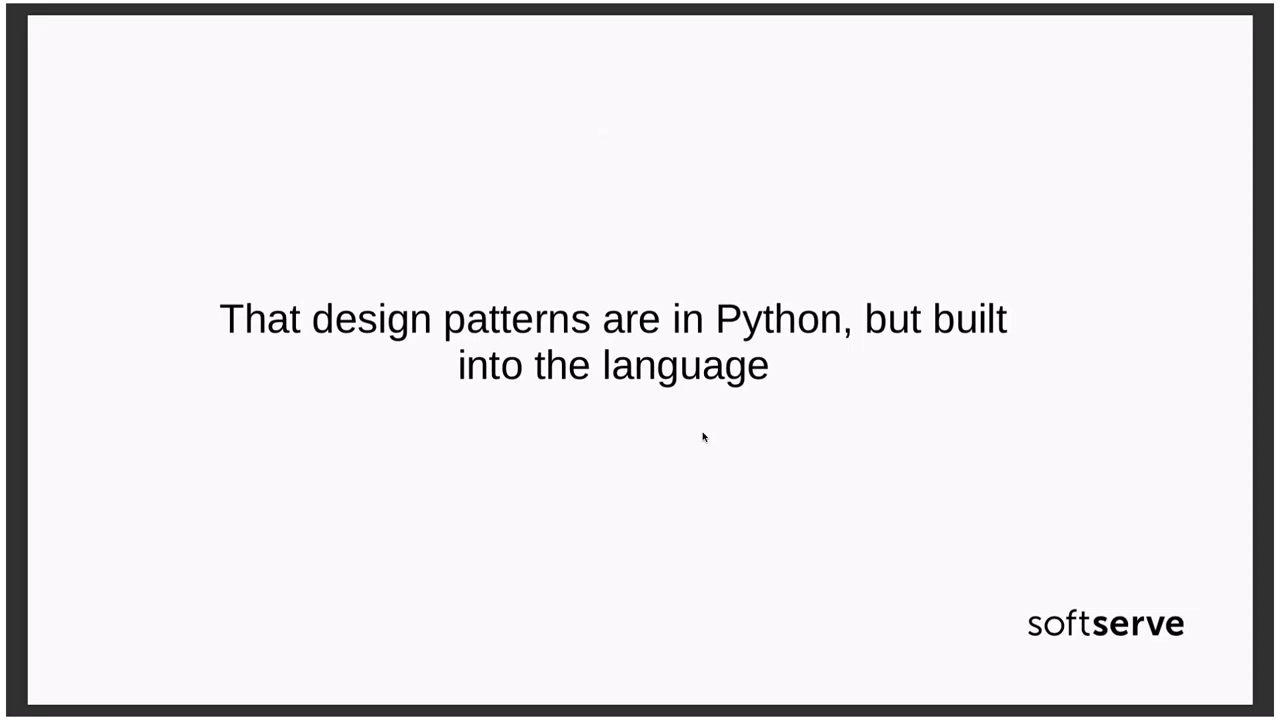 That design patterns are in Python, but built
into the language
softserve